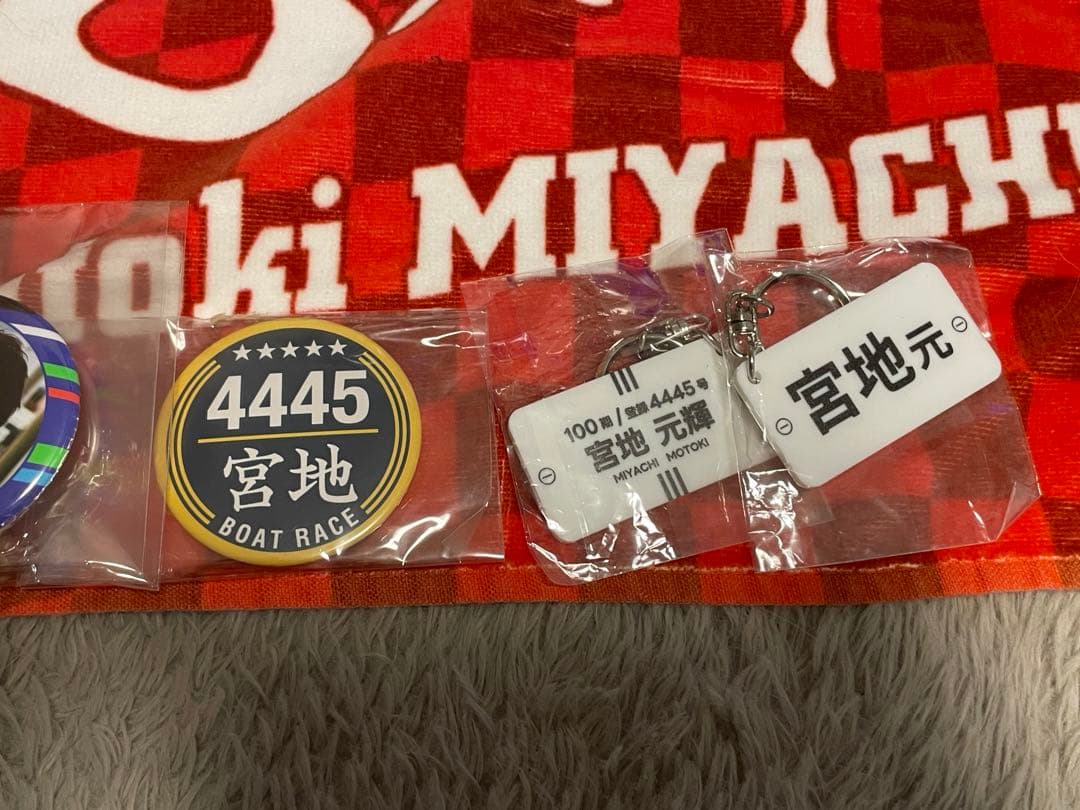 toki MIYACHI
★★★★★
4445
宮地
BOAT RACE
100期/登録4445号
宮地 元輝
MIYACHI MOTOKI
宮地元